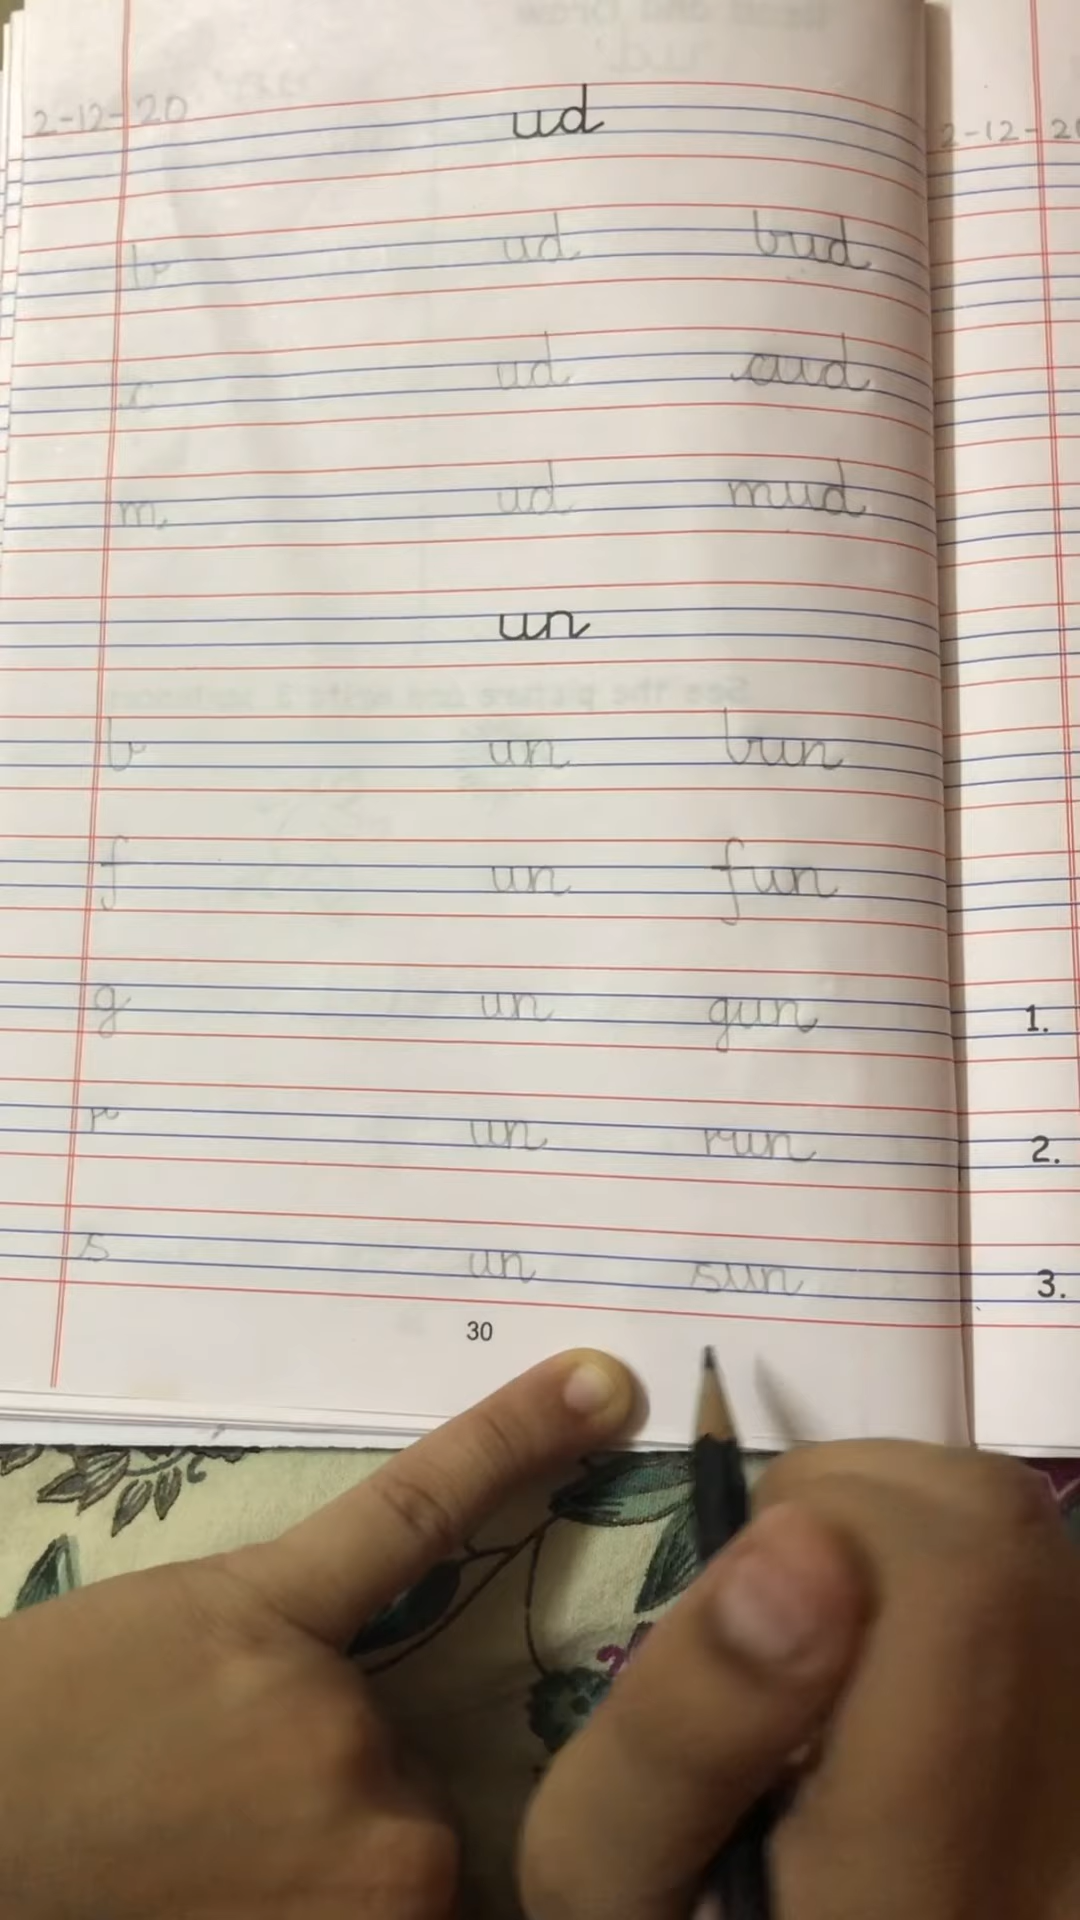 2-12-20 ud
b ud bud
c ud cud
m ud mud
un
b un bun
f un fun
g un gun
r un run
s un sun
30
2-12-2
1.
2.
3.